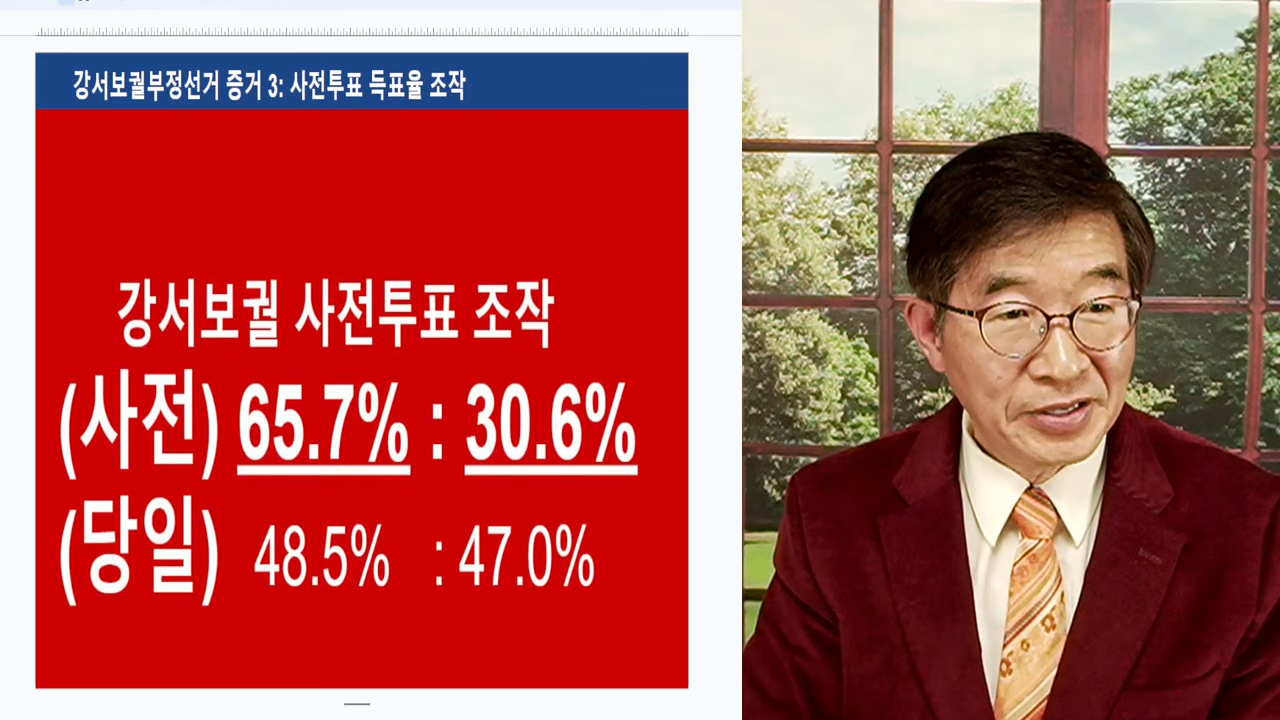 강서보궐부정선거 증거 3: 사전투표 득표율 조작
강서보궐 사전투표 조작
(사전) 65.7% : 30.6%
(당일) 48.5% : 47.0%